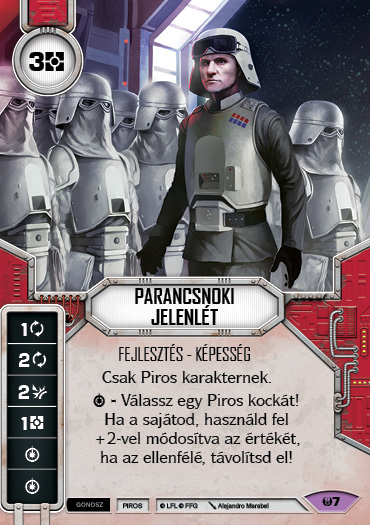 3
PARANCSNOKI
JELENLÉT
FEJLESZTÉS - KÉPESSÉG
Csak Piros karakternek.
- Válassz egy Piros kockát!
Ha a sajátod, használd fel
+2-vel módosítva az értékét,
ha az ellenfélé, távolítsd el!
1
2
2
1
GONOSZ
PIROS
© LFL © FFG
Alejandro Marabel
7